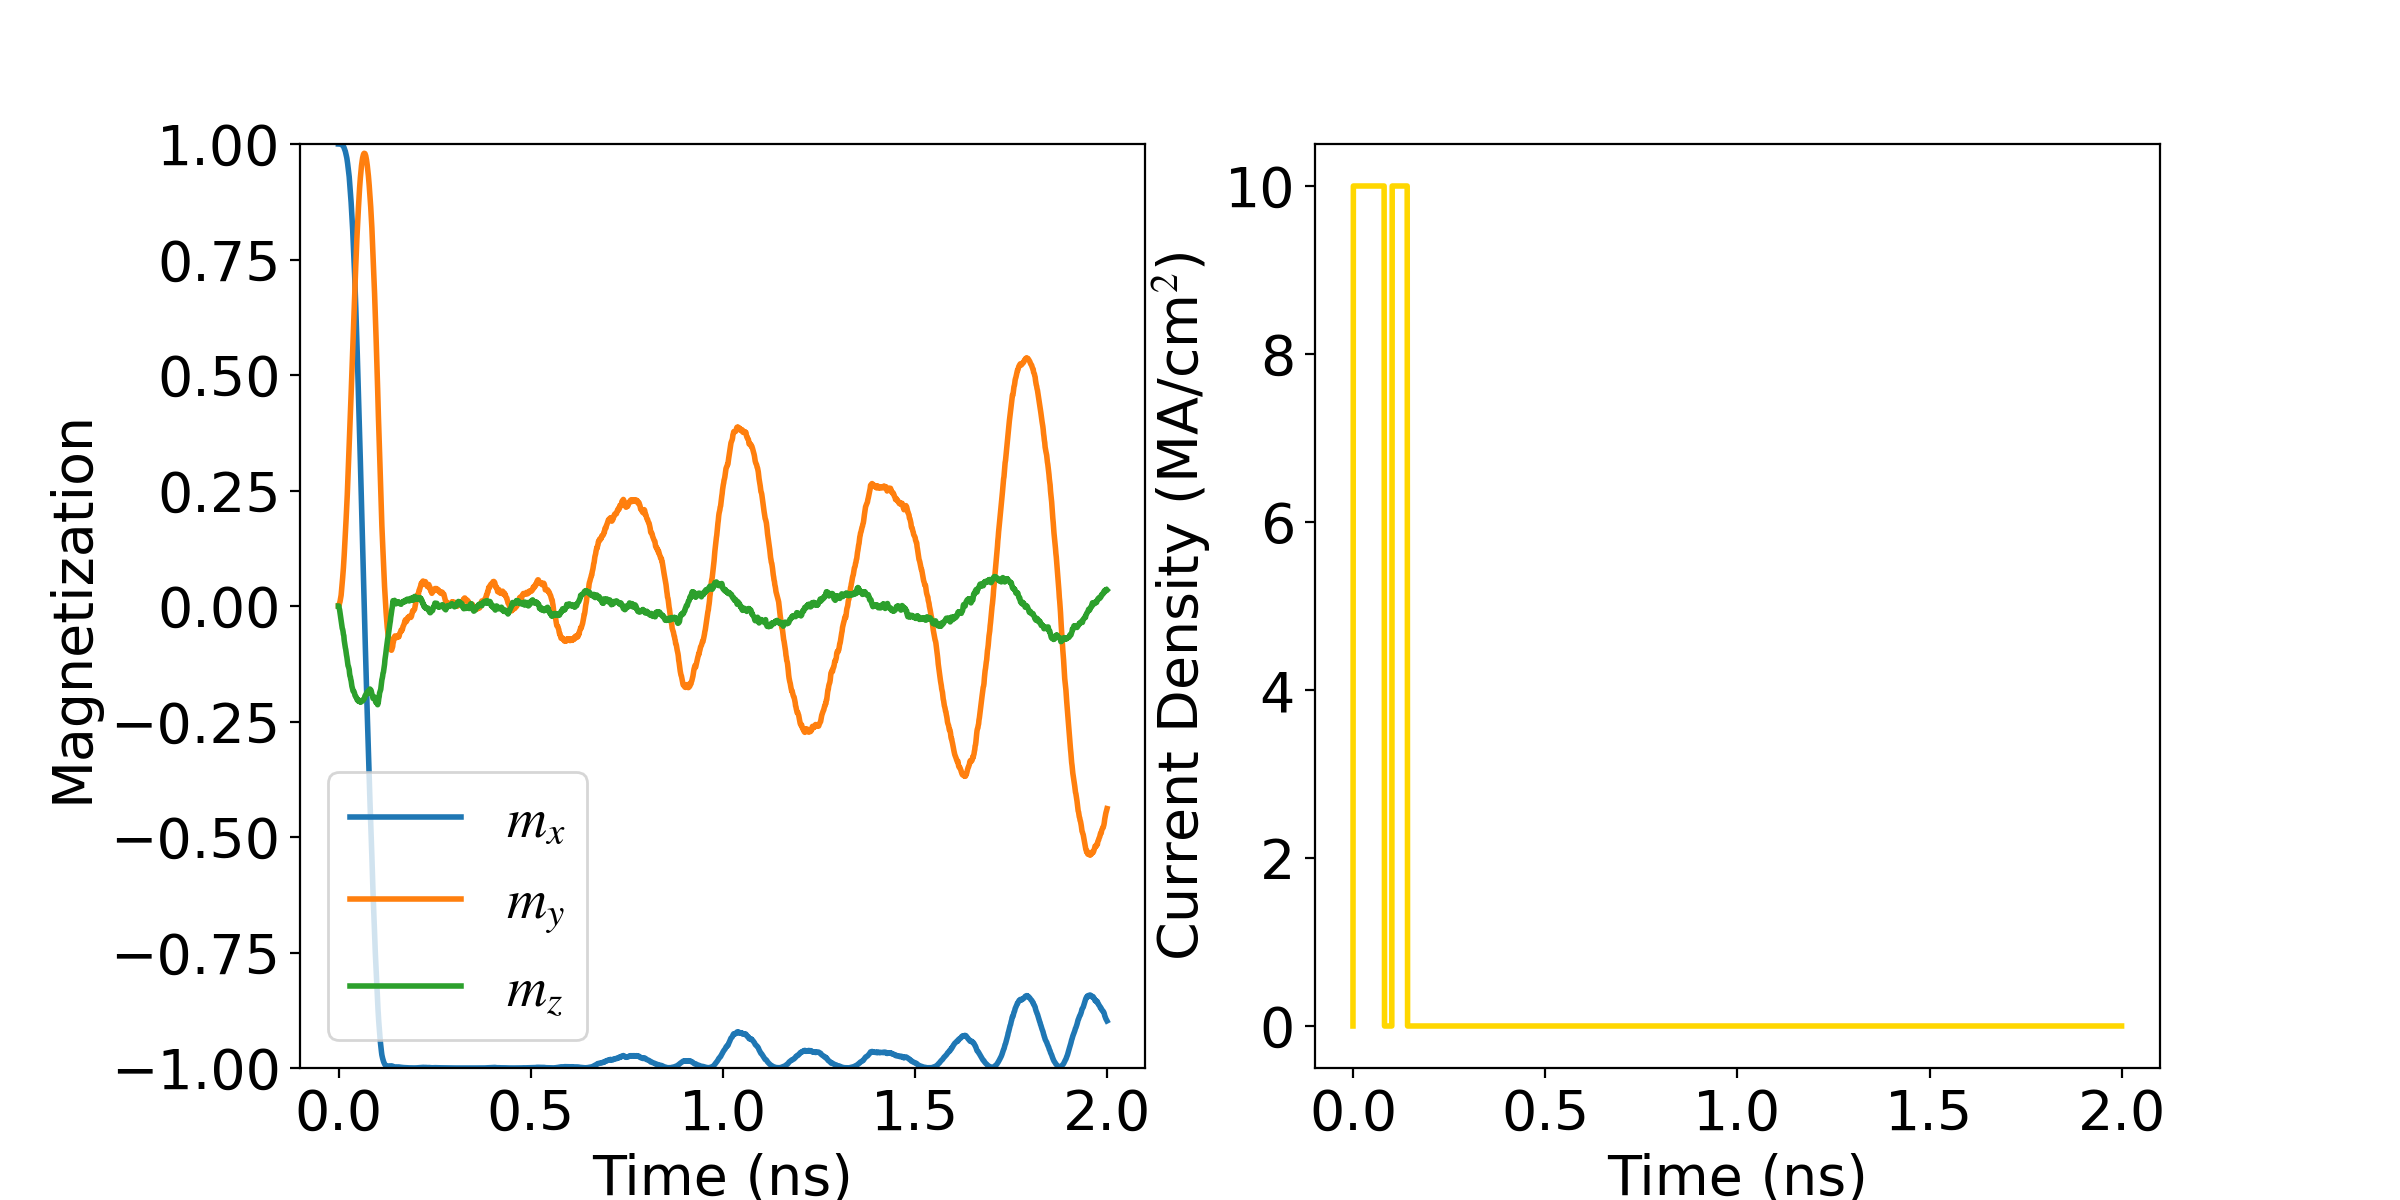 Magnetization
1.00
0.75
0.50
0.25
0.00
−0.25
−0.50
−0.75
−1.00
m_x
m_y
m_z
0.0 0.5 1.0 1.5 2.0
Time (ns)
Current Density (MA/cm²)
10
8
6
4
2
0
0.0 0.5 1.0 1.5 2.0
Time (ns)